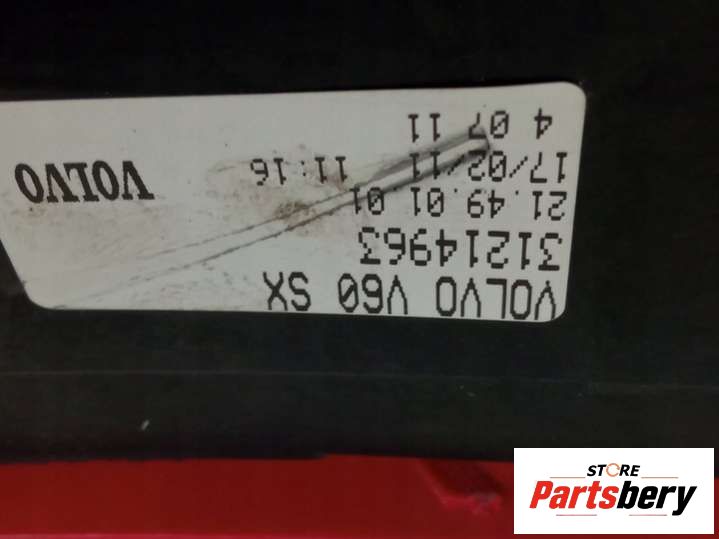 VOLVO V60 SX
31214963
21.49.01.01
17/02/11 11:16
4 07 11
VOLVO
STORE
Partsbery